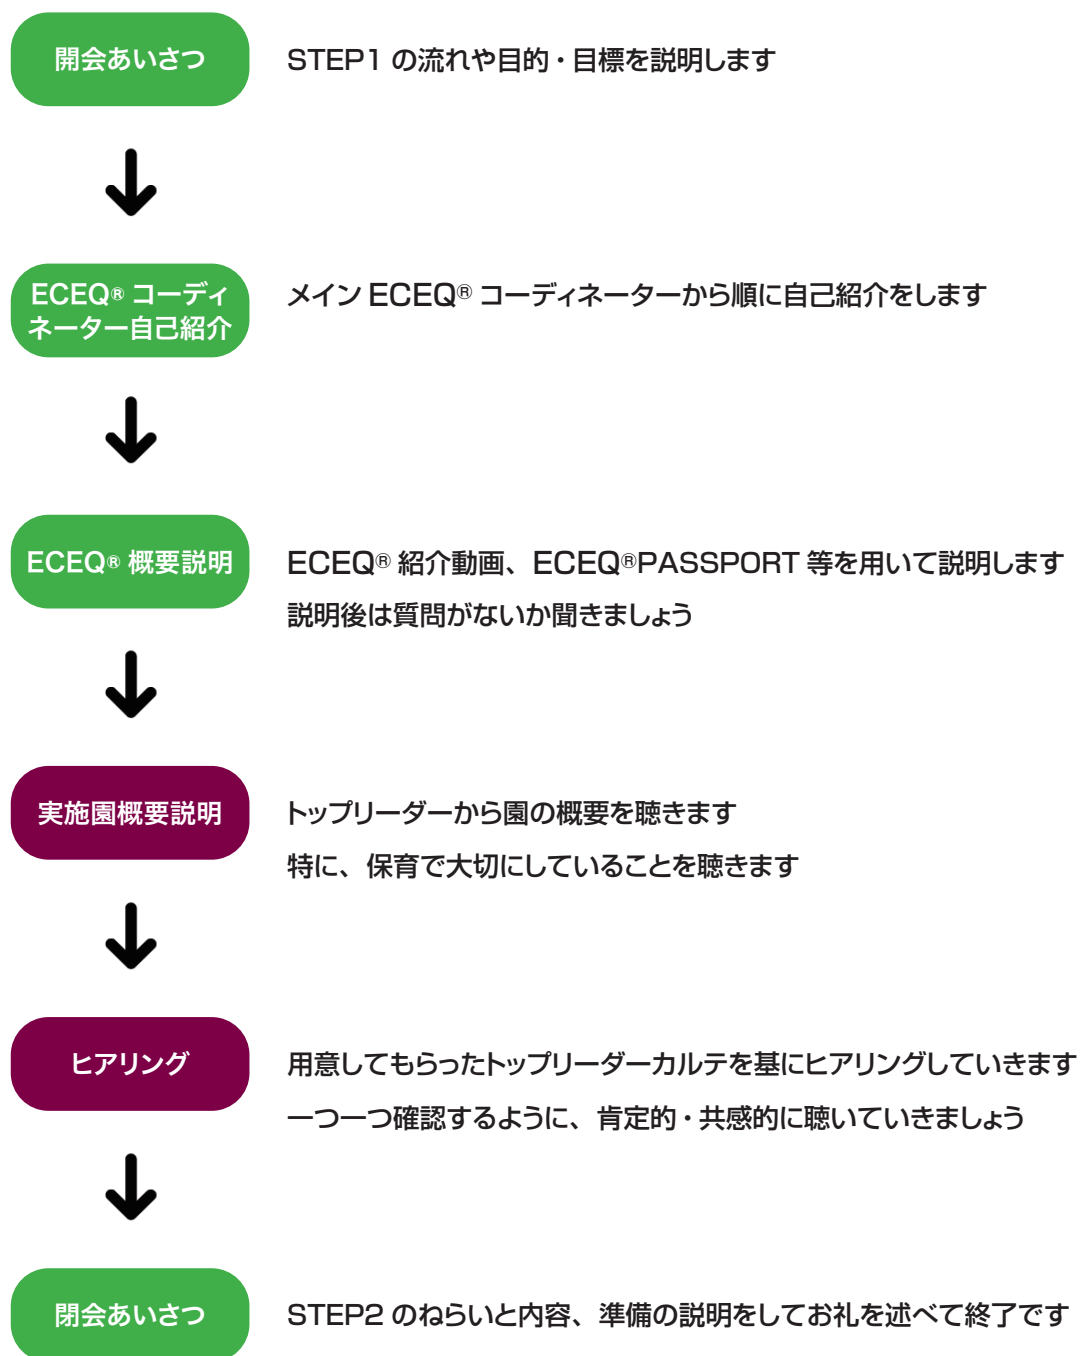 開会あいさつ
STEP1 の流れや目的・目標を説明します
ECEQ® コーディ
ネーター自己紹介
メイン ECEQ® コーディネーターから順に自己紹介をします
ECEQ® 概要説明
ECEQ® 紹介動画、ECEQ®PASSPORT 等を用いて説明します
説明後は質問がないか聞きましょう
実施園概要説明
トップリーダーから園の概要を聴きます
特に、保育で大切にしていることを聴きます
ヒアリング
用意してもらったトップリーダーカルテを基にヒアリングしていきます
一つ一つ確認するように、肯定的・共感的に聴いていきましょう
閉会あいさつ
STEP2 のねらいと内容、準備の説明をしてお礼を述べて終了です